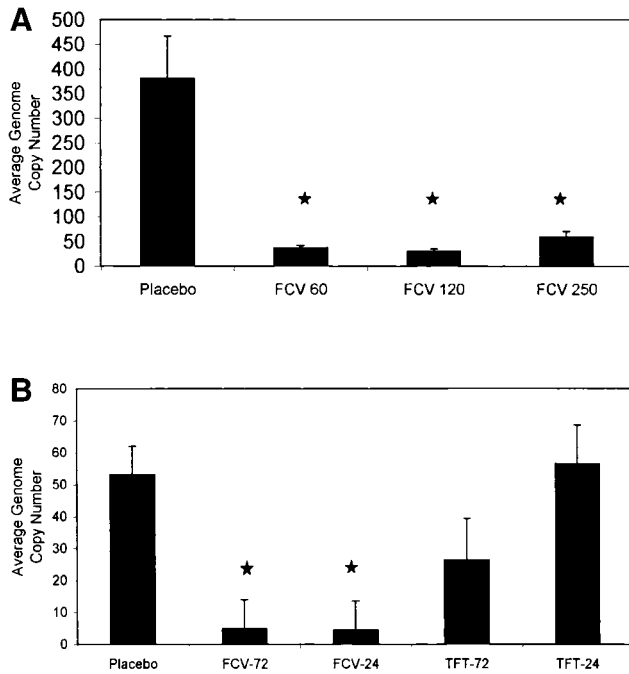 A
Average Genome
Copy Number
500
450
400
350
300
250
200
150
100
50
0
Placebo FCV 60 FCV 120 FCV 250
B
Average Genome
Copy Number
80
70
60
50
40
30
20
10
0
Placebo FCV-72 FCV-24 TFT-72 TFT-24